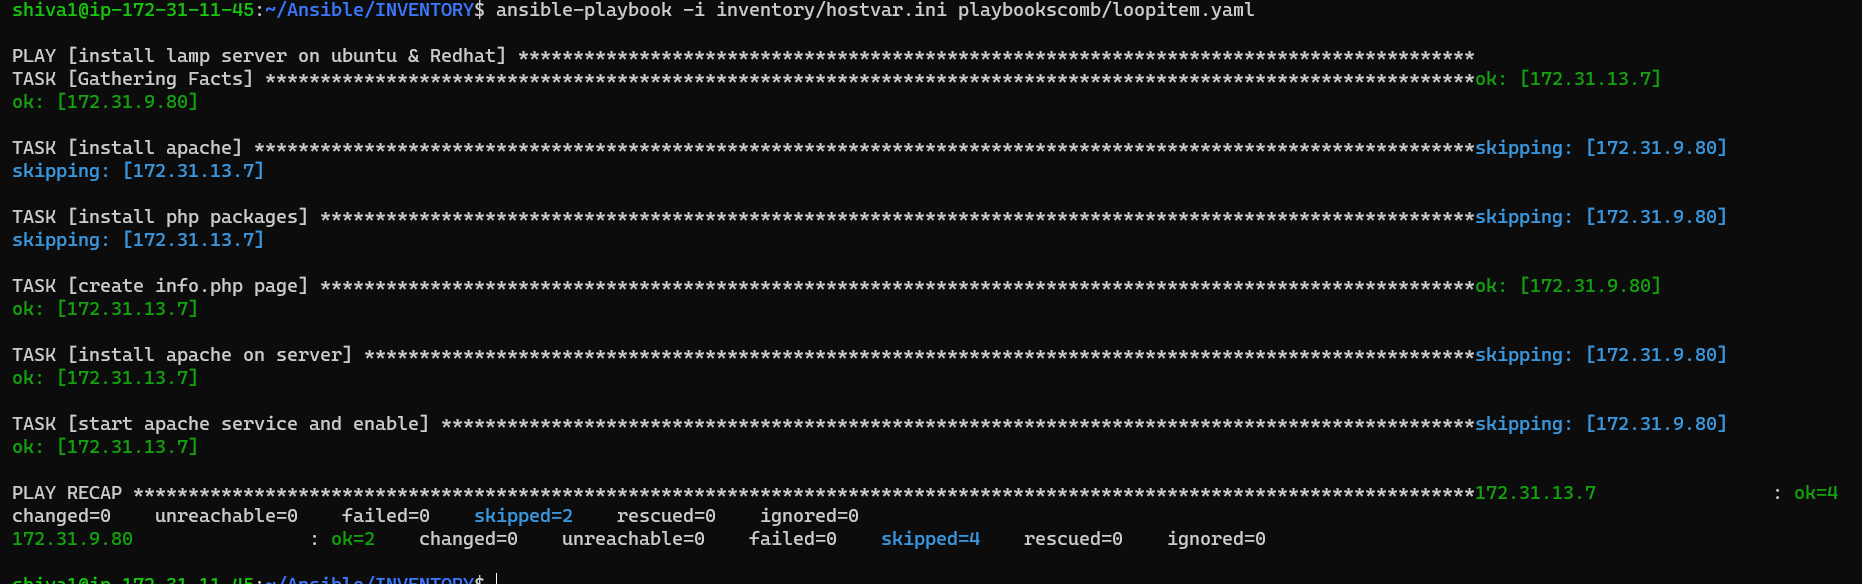 shiva1@ip-172-31-11-45:~/Ansible/INVENTORY$ ansible-playbook -i inventory/hostvar.ini playbookscomb/loopitem.yaml
PLAY [install lamp server on ubuntu & Redhat] ***************************************************************************************
TASK [Gathering Facts] **************************************************************************************************************ok: [172.31.13.7]
ok: [172.31.9.80]
TASK [install apache] ***************************************************************************************************************skipping: [172.31.9.80]
skipping: [172.31.13.7]
TASK [install php packages] *********************************************************************************************************skipping: [172.31.9.80]
skipping: [172.31.13.7]
TASK [create info.php page] *********************************************************************************************************ok: [172.31.9.80]
ok: [172.31.13.7]
TASK [install apache on server] *****************************************************************************************************skipping: [172.31.9.80]
ok: [172.31.13.7]
TASK [start apache service and enable] **********************************************************************************************skipping: [172.31.9.80]
ok: [172.31.13.7]
PLAY RECAP **************************************************************************************************************************172.31.13.7                : ok=4
changed=0    unreachable=0    failed=0    skipped=2    rescued=0    ignored=0
172.31.9.80                : ok=2    changed=0    unreachable=0    failed=0    skipped=4    rescued=0    ignored=0
shiva1@ip-172-31-11-45:~/Ansible/INVENTORY$